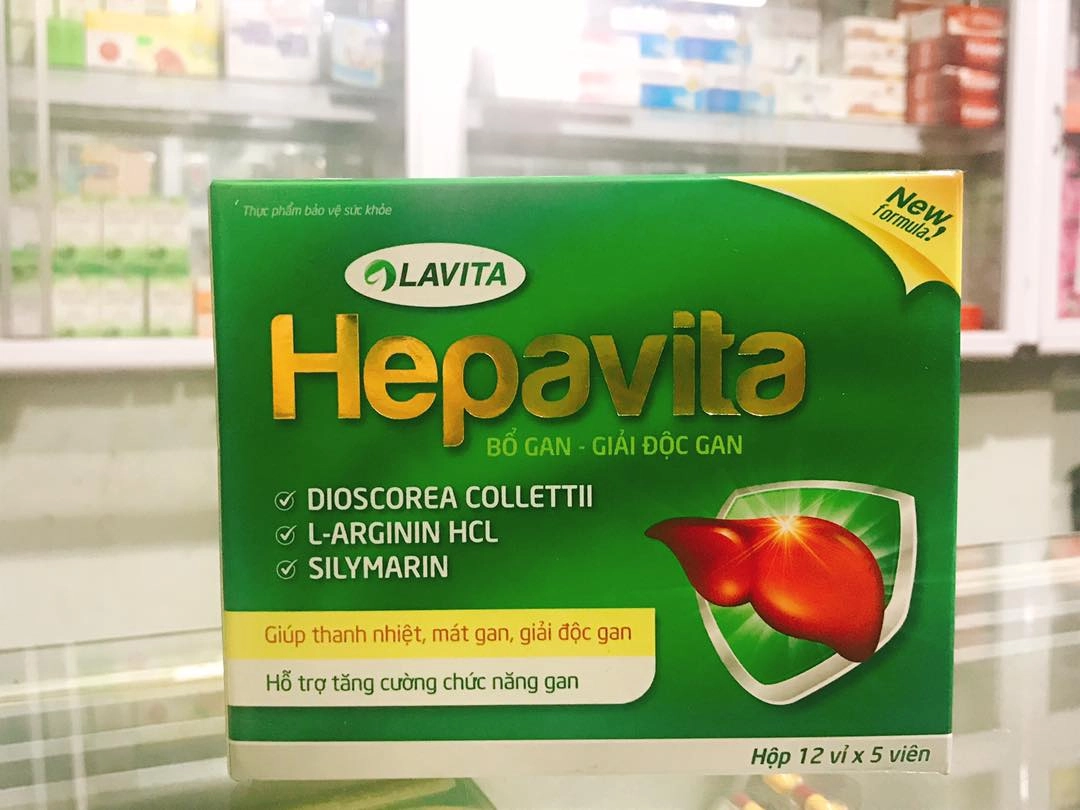 Thực phẩm bảo vệ sức khỏe
New formula!
LAVITA
Hepavita
BỔ GAN - GIẢI ĐỘC GAN
DIOSCOREA COLLETTII
L-ARGININ HCL
SILYMARIN
Giúp thanh nhiệt, mát gan, giải độc gan
Hỗ trợ tăng cường chức năng gan
Hộp 12 vỉ x 5 viên